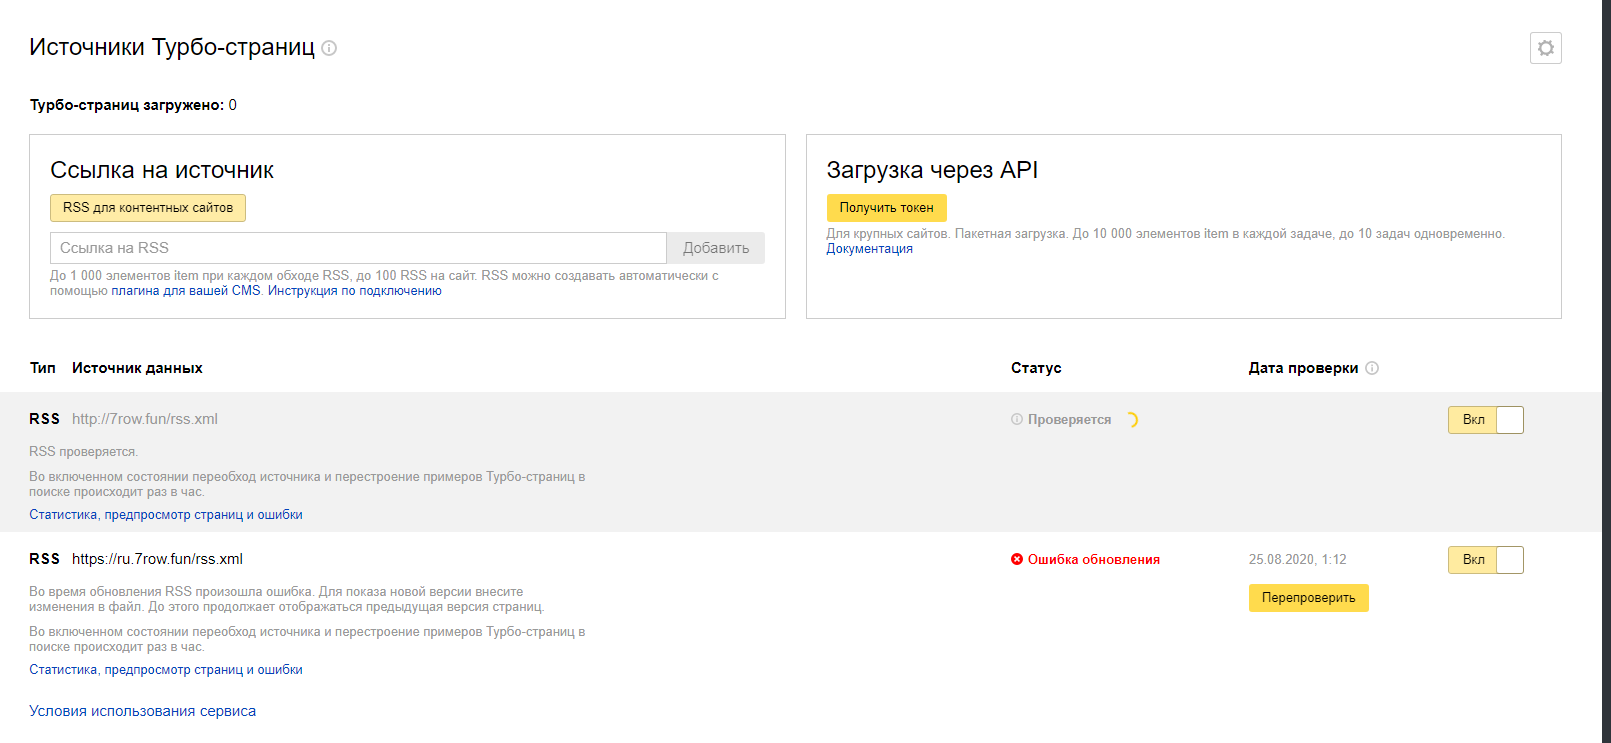 Источники Турбо-страниц
Турбо-страниц загружено: 0
Ссылка на источник
RSS для контентных сайтов
Ссылка на RSS
Добавить
До 1 000 элементов item при каждом обходе RSS, до 100 RSS на сайт. RSS можно создавать автоматически с
помощью плагина для вашей CMS. Инструкция по подключению
Загрузка через API
Получить токен
Для крупных сайтов. Пакетная загрузка. До 10 000 элементов item в каждой задаче, до 10 задач одновременно.
Документация
Тип Источник данных Статус Дата проверки
RSS http://7row.fun/rss.xml Проверяется Вкл
RSS проверяется.
Во включенном состоянии переобход источника и перестроение примеров Турбо-страниц в
поиске происходит раз в час.
Статистика, предпросмотр страниц и ошибки
RSS https://ru.7row.fun/rss.xml Ошибка обновления 25.08.2020, 1:12 Вкл
Перепроверить
Во время обновления RSS произошла ошибка. Для показа новой версии внесите
изменения в файл. До этого продолжает отображаться предыдущая версия страниц.
Во включенном состоянии переобход источника и перестроение примеров Турбо-страниц в
поиске происходит раз в час.
Статистика, предпросмотр страниц и ошибки
Условия использования сервиса